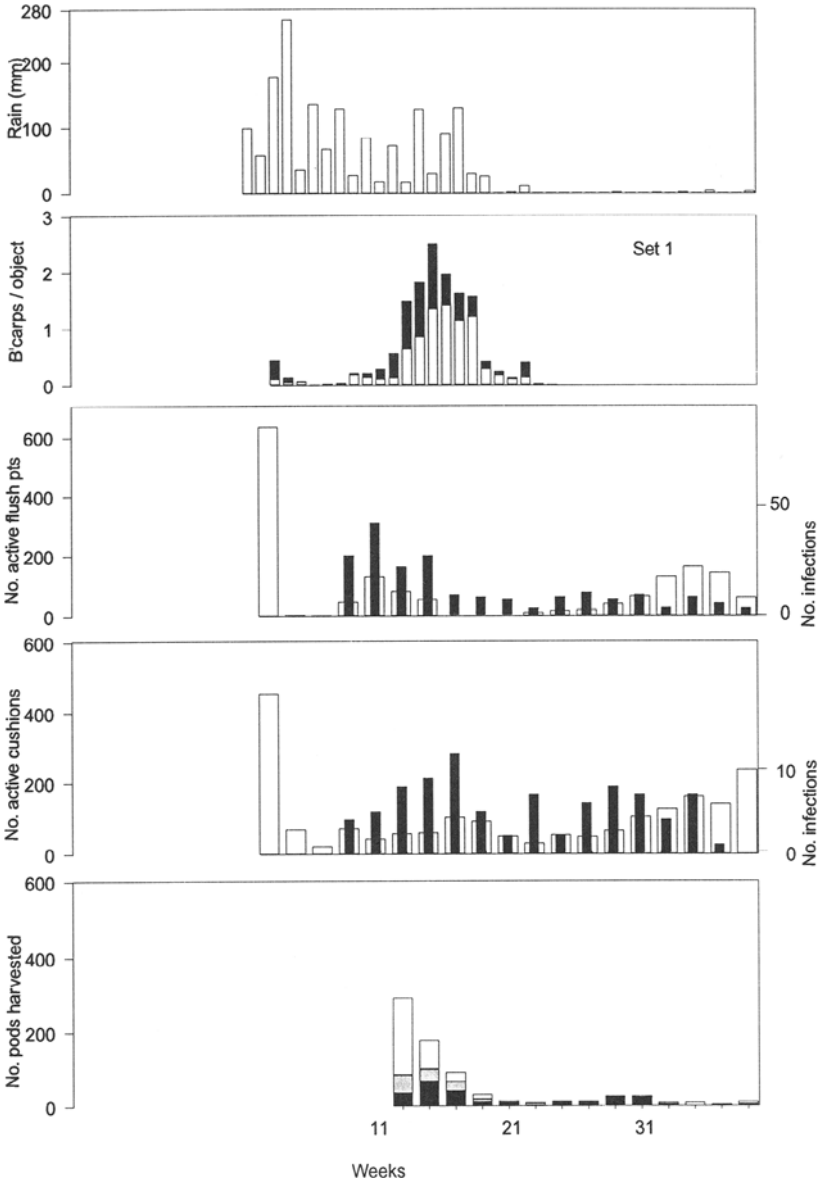 Rain (mm)
280
200
100
0
B'carps / object
3
2
1
0
Set 1
No. active flush pts
600
400
200
0
50
0
No. infections
No. active cushions
600
400
200
0
10
0
No. infections
No. pods harvested
600
400
200
0
11 21 31
Weeks